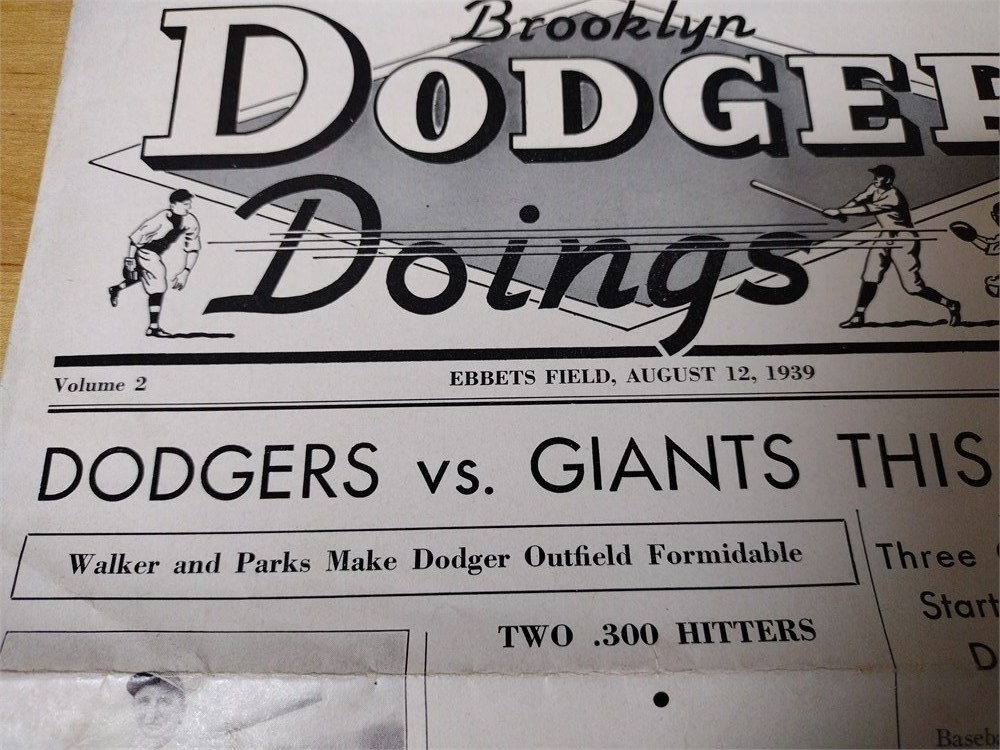 Brooklyn
DODGE
Doings
Volume 2
EBBETS FIELD, AUGUST 12, 1939
DODGERS vs. GIANTS THIS
Walker and Parks Make Dodger Outfield Formidable
Three
Start
TWO .300 HITTERS
D
Baseb